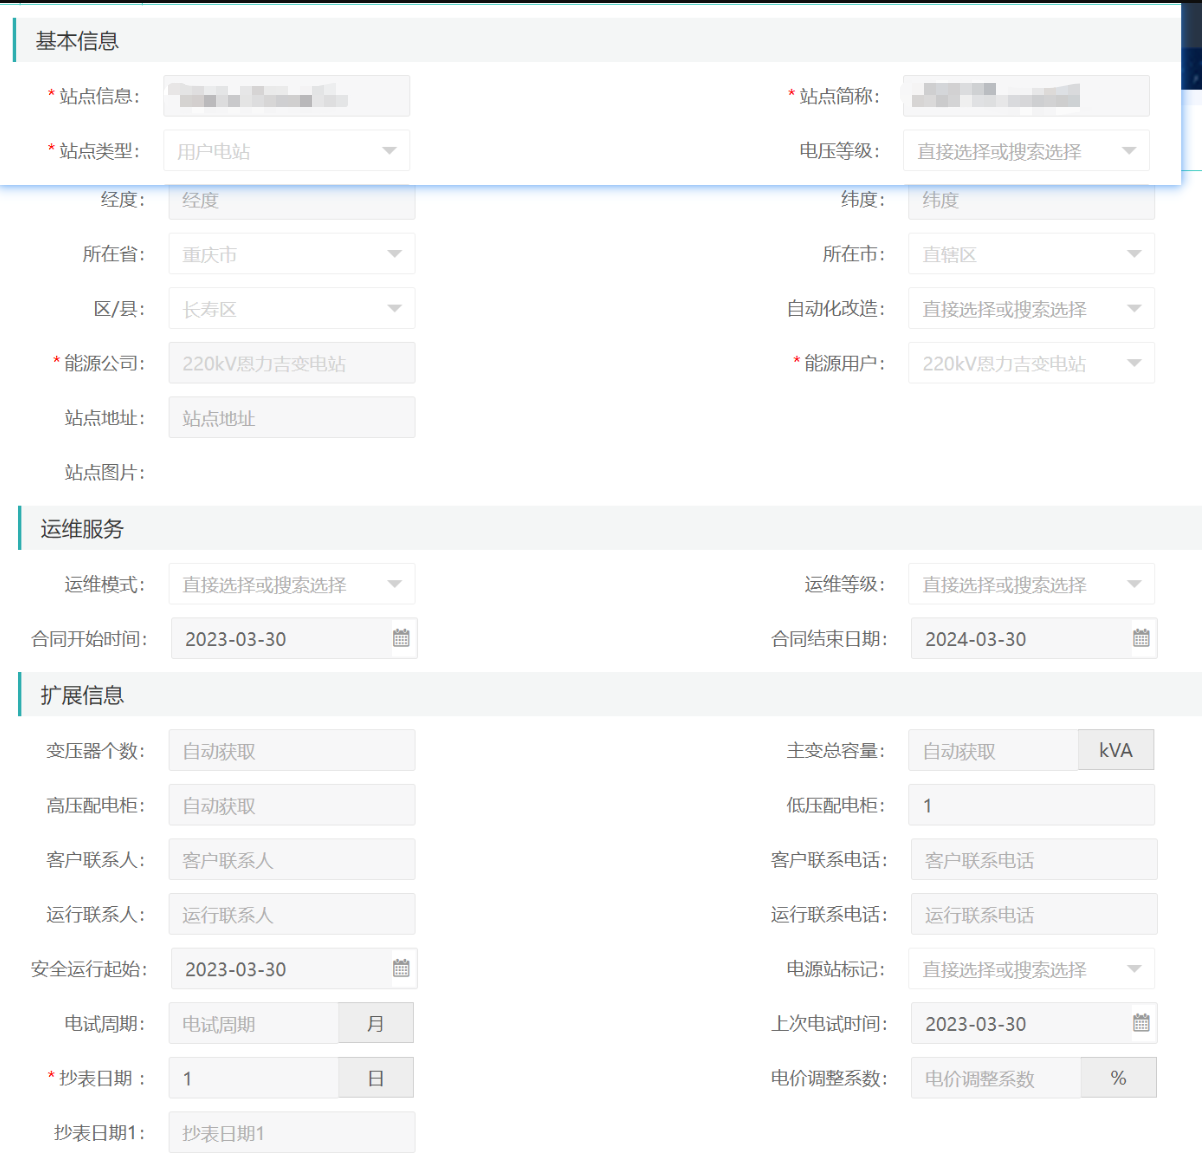 基本信息
*站点信息:
*站点简称:
*站点类型: 用户电站
电压等级: 直接选择或搜索选择
经度: 经度
纬度: 纬度
所在省: 重庆市
所在市: 直辖区
区/县: 长寿区
自动化改造: 直接选择或搜索选择
*能源公司: 220kV恩力吉变电站
*能源用户: 220kV恩力吉变电站
站点地址: 站点地址
站点图片:
运维服务
运维模式: 直接选择或搜索选择
运维等级: 直接选择或搜索选择
合同开始时间: 2023-03-30
合同结束日期: 2024-03-30
扩展信息
变压器个数: 自动获取
主变总容量: 自动获取 kVA
高压配电柜: 自动获取
低压配电柜: 1
客户联系人: 客户联系人
客户联系电话: 客户联系电话
运行联系人: 运行联系人
运行联系电话: 运行联系电话
安全运行起始: 2023-03-30
电源站标记: 直接选择或搜索选择
电试周期: 电试周期 月
上次电试时间: 2023-03-30
*抄表日期: 1 日
电价调整系数: 电价调整系数 %
抄表日期1: 抄表日期1